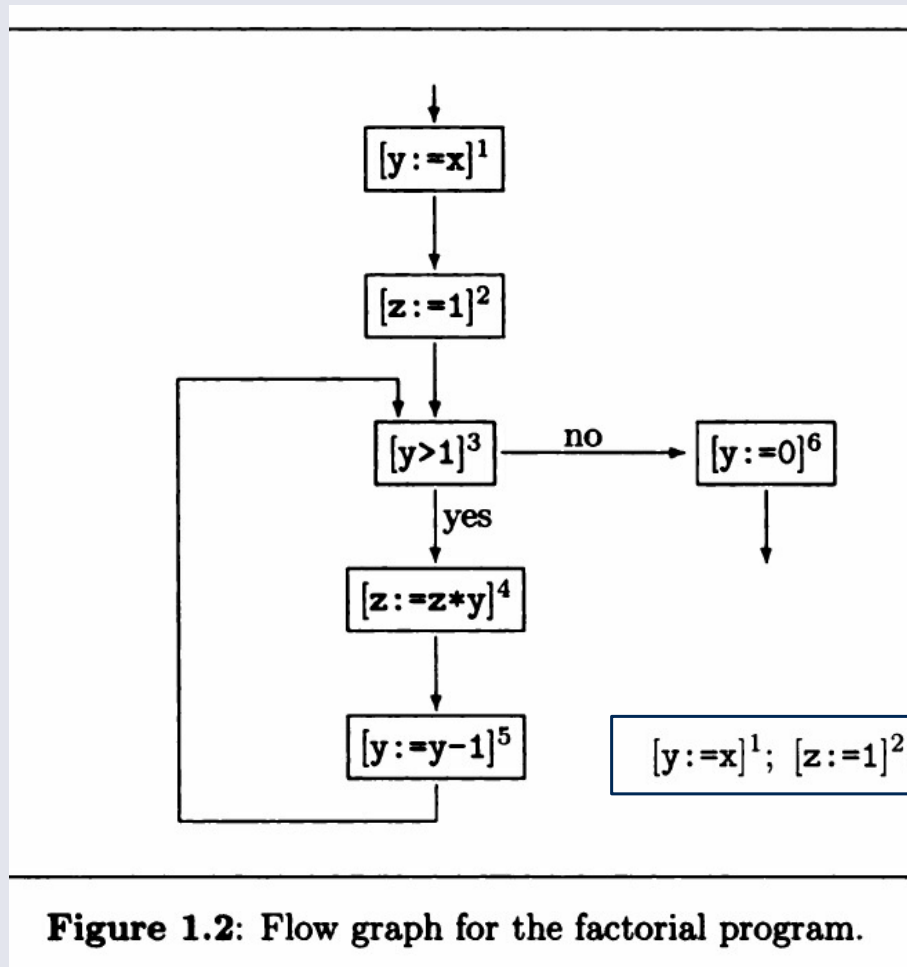 [y:=x]¹
[z:=1]²
[y>1]³
no
[y:=0]⁶
yes
[z:=z*y]⁴
[y:=y-1]⁵
[y:=x]¹; [z:=1]²
Figure 1.2: Flow graph for the factorial program.